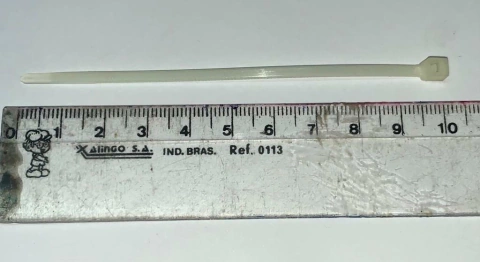 0 1 2 3 4 5 6 7 8 9 10
Xalingo S.A. IND. BRAS. Ref. 0113